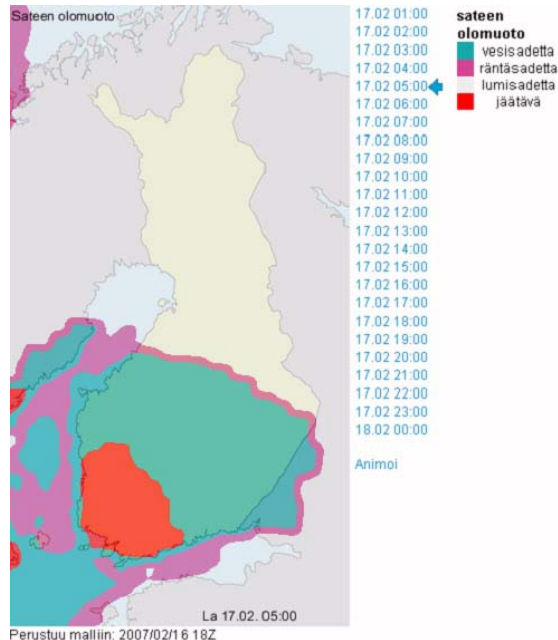 Sateen olomuoto
17.02 01:00
17.02 02:00
17.02 03:00
17.02 04:00
17.02 05:00
17.02 06:00
17.02 07:00
17.02 08:00
17.02 09:00
17.02 10:00
17.02 11:00
17.02 12:00
17.02 13:00
17.02 14:00
17.02 15:00
17.02 16:00
17.02 17:00
17.02 18:00
17.02 19:00
17.02 20:00
17.02 21:00
17.02 22:00
17.02 23:00
18.02 00:00
Animoi
sateen
olomuoto
vesisadetta
räntäsadetta
lumisadetta
jäätävä
La 17.02. 05:00
Perustuu malliin: 2007/02/16 18Z